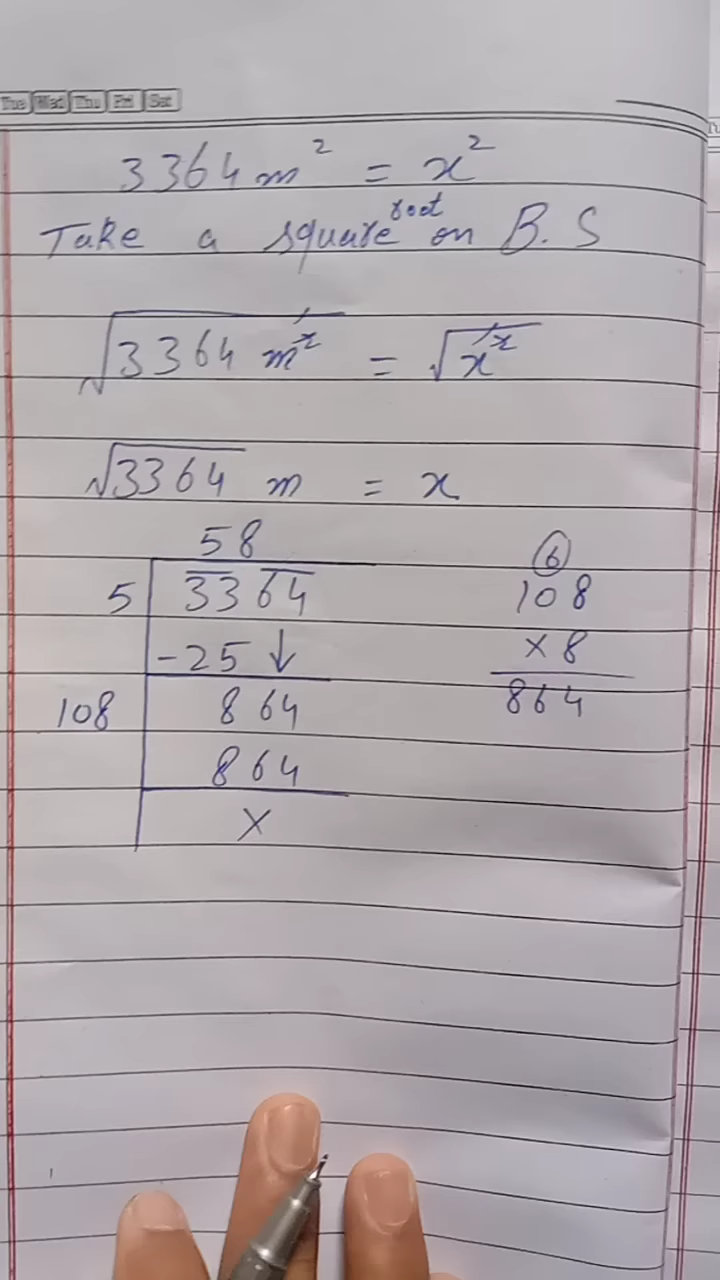 Tue Wed Thu Fri Sat
3364 m² = x²
Take a square root on B.S
√3364 m² = √x²
√3364 m = x
58
5 3364 6
-25 ↓ 108
108 864 × 8
864 864
×